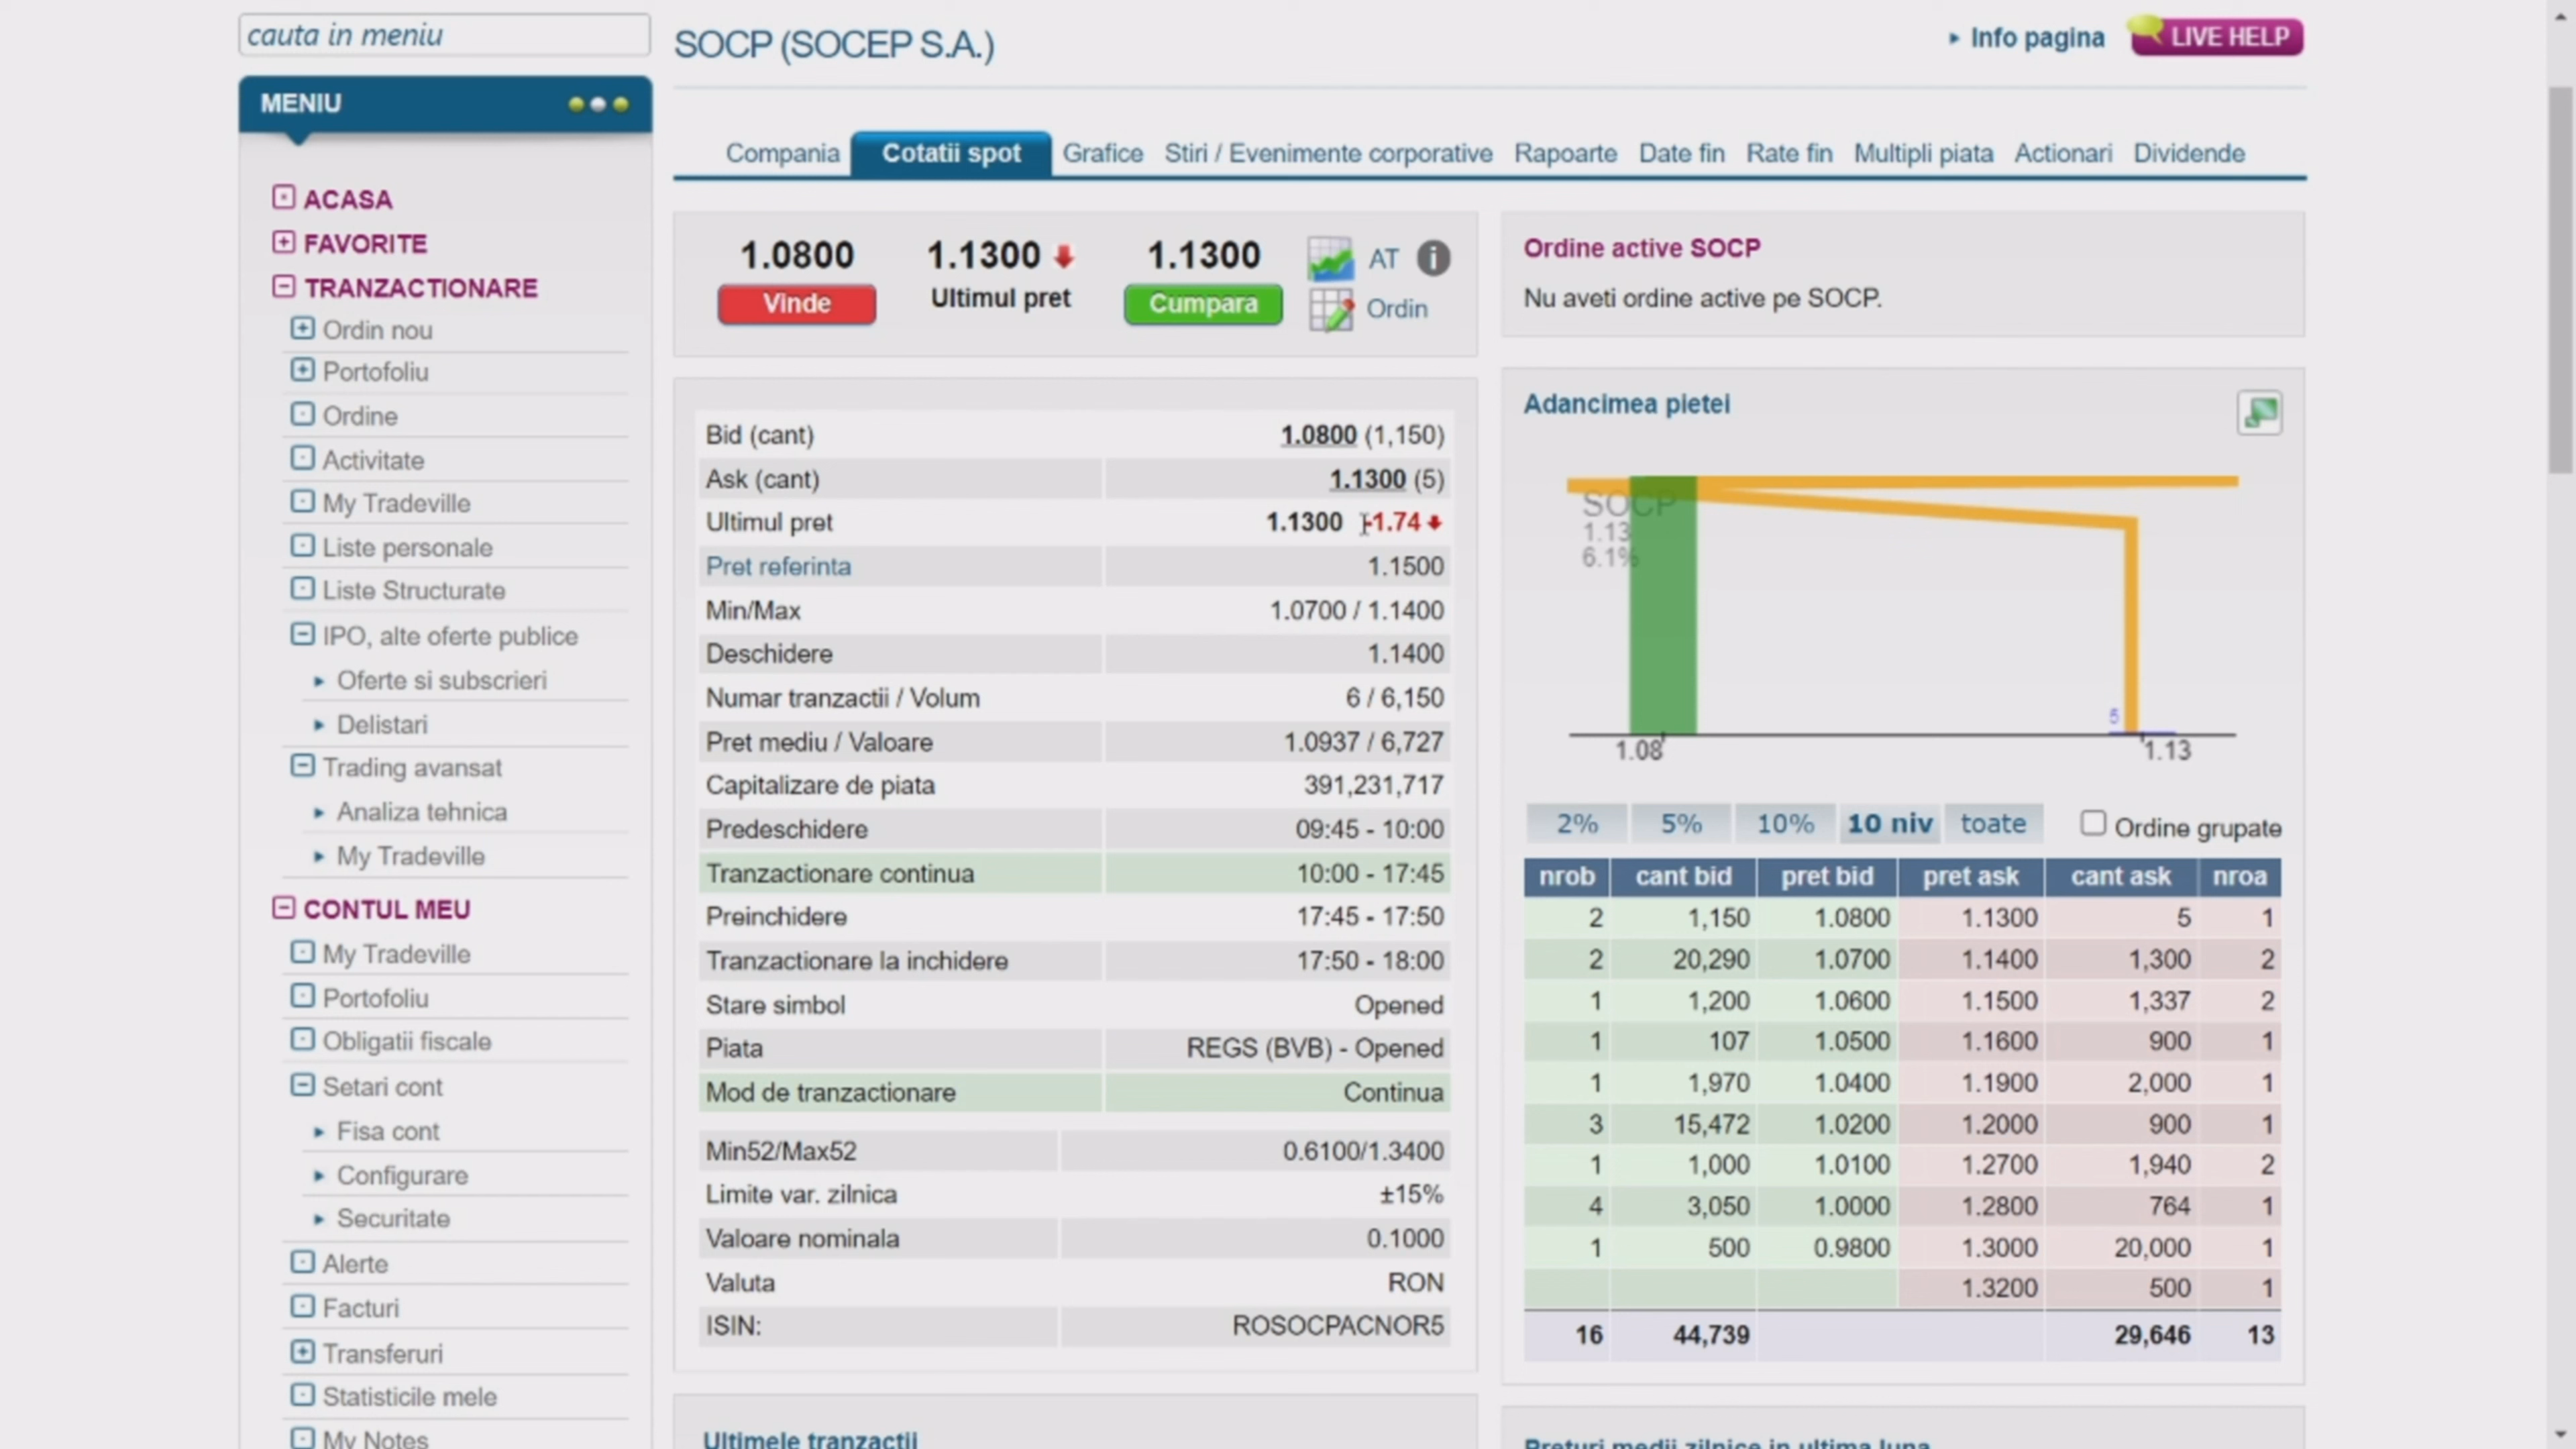 cauta in meniu
MENIU
ACASA
FAVORITE
TRANZACTIONARE
Ordin nou
Portofoliu
Ordine
Activitate
My Tradeville
Liste personale
Liste Structurate
IPO, alte oferte publice
Oferte si subscrieri
Delistari
Trading avansat
Analiza tehnica
My Tradeville
CONTUL MEU
My Tradeville
Portofoliu
Obligatii fiscale
Setari cont
Fisa cont
Configurare
Securitate
Alerte
Facturi
Transferuri
Statisticile mele
My Notes
SOCP (SOCEP S.A.)
Info pagina
LIVE HELP
Compania Cotatii spot Grafice Stiri / Evenimente corporative Rapoarte Date fin Rate fin Multipli piata Actionari Dividende
1.0800 1.1300 1.1300 AT
Vinde Ultimul pret Cumpara Ordin
Bid (cant) 1.0800 (1,150)
Ask (cant) 1.1300 (5)
Ultimul pret 1.1300 -1.74
Pret referinta 1.1500
Min/Max 1.0700 / 1.1400
Deschidere 1.1400
Numar tranzactii / Volum 6 / 6,150
Pret mediu / Valoare 1.0937 / 6,727
Capitalizare de piata 391,231,717
Predeschidere 09:45 - 10:00
Tranzactionare continua 10:00 - 17:45
Preinchidere 17:45 - 17:50
Tranzactionare la inchidere 17:50 - 18:00
Stare simbol Opened
Piata REGS (BVB) - Opened
Mod de tranzactionare Continua
Min52/Max52 0.6100/1.3400
Limite var. zilnica ±15%
Valoare nominala 0.1000
Valuta RON
ISIN: ROSOCPACNOR5
Ultimele tranzactii
Ordine active SOCP
Nu aveti ordine active pe SOCP.
Adancimea pietei
SOCP
1.13
6.1%
5
1.08 1.13
2% 5% 10% 10 niv toate Ordine grupate
nrob cant bid pret bid pret ask cant ask nroa
2 1,150 1.0800 1.1300 5 1
2 20,290 1.0700 1.1400 1,300 2
1 1,200 1.0600 1.1500 1,337 2
1 107 1.0500 1.1600 900 1
1 1,970 1.0400 1.1900 2,000 1
3 15,472 1.0200 1.2000 900 1
1 1,000 1.0100 1.2700 1,940 2
4 3,050 1.0000 1.2800 764 1
1 500 0.9800 1.3000 20,000 1
1.3200 500 1
16 44,739 29,646 13
Preturi medii zilnice in ultima luna